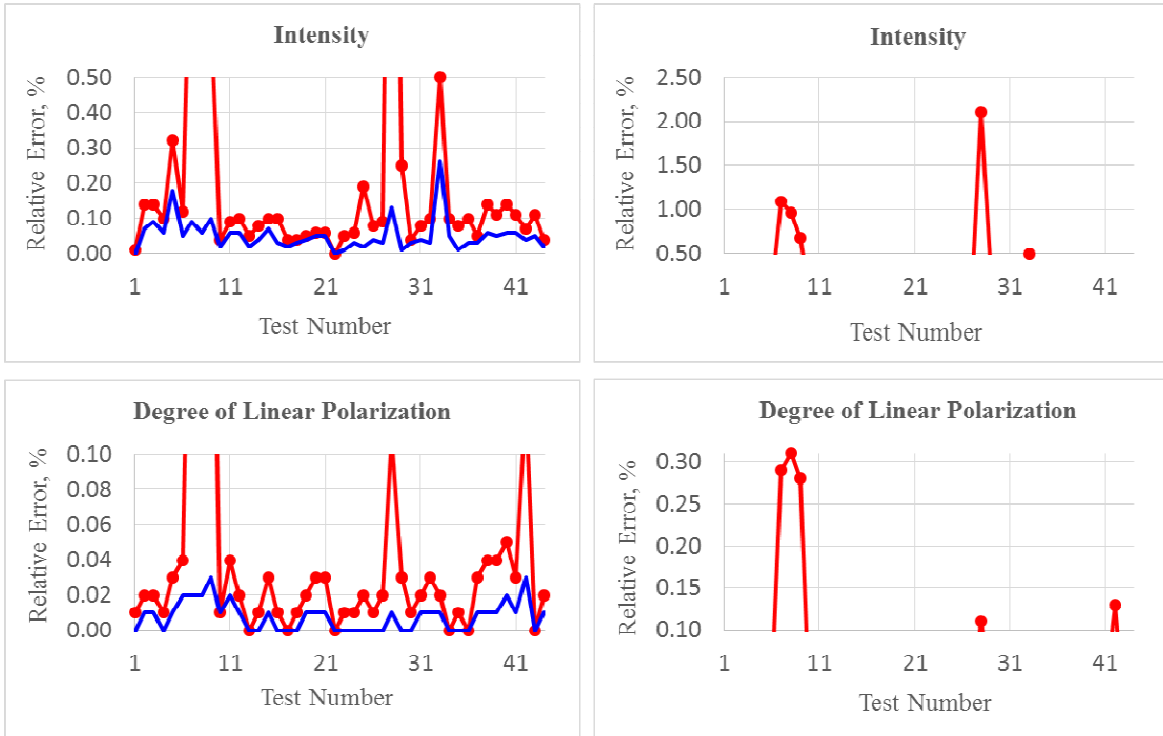 Intensity
Relative Error, %
0.50
0.40
0.30
0.20
0.10
0.00
1 11 21 31 41
Test Number
Intensity
Relative Error, %
2.50
2.00
1.50
1.00
0.50
1 11 21 31 41
Test Number
Degree of Linear Polarization
Relative Error, %
0.10
0.08
0.06
0.04
0.02
0.00
1 11 21 31 41
Test Number
Degree of Linear Polarization
Relative Error, %
0.30
0.25
0.20
0.15
0.10
1 11 21 31 41
Test Number